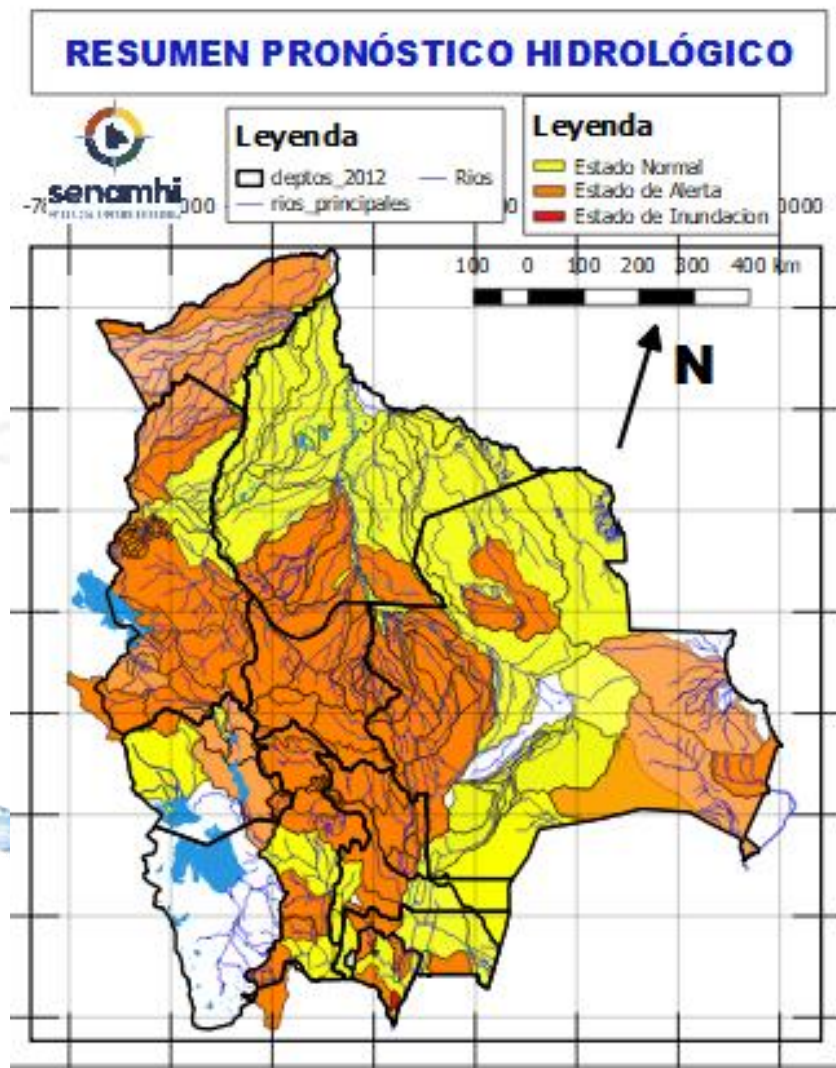 RESUMEN PRONÓSTICO HIDROLÓGICO
senamhi
Leyenda
deptos_2012
Rios
rios_principales
Leyenda
Estado Normal
Estado de Alerta
Estado de Inundacion
100 0 100 200 300 400 km
N